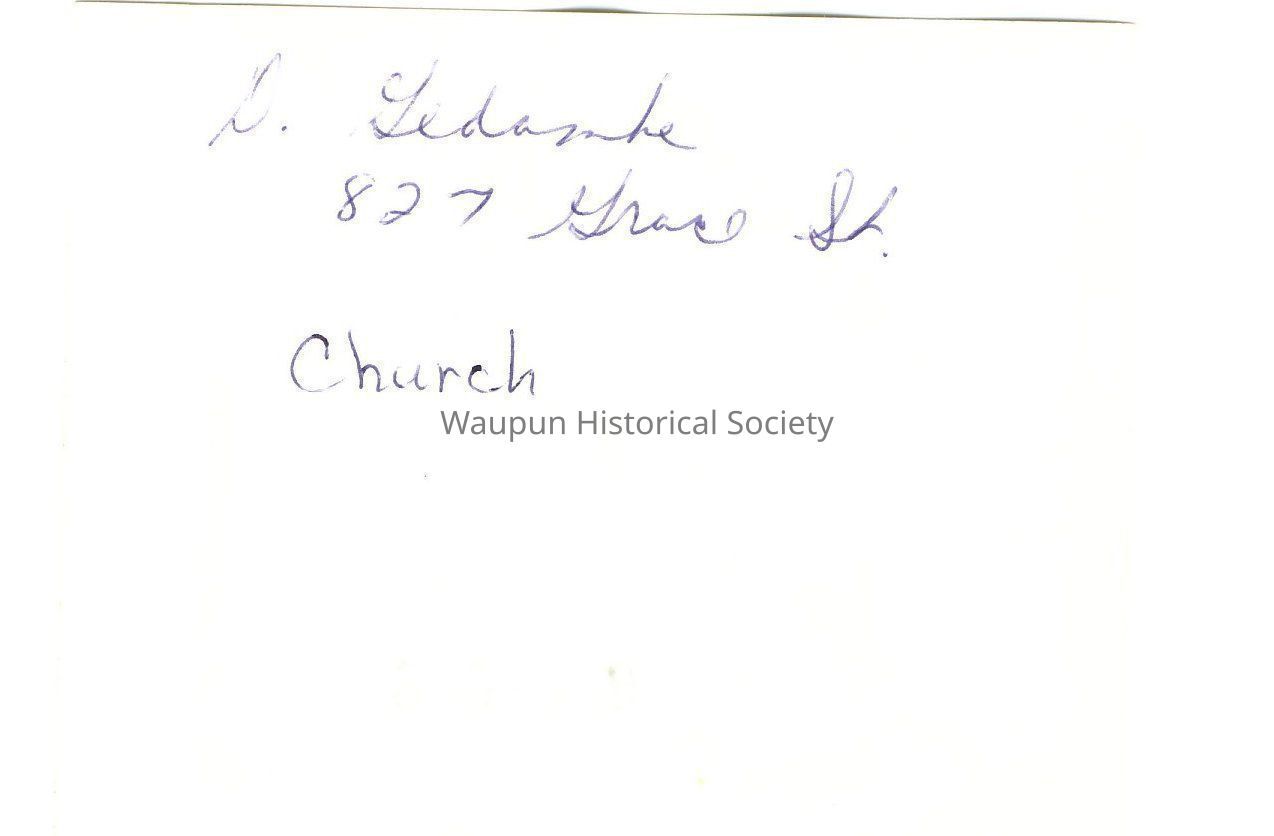 D. Gedamke
827 Grace St.
Church
Waupun Historical Society